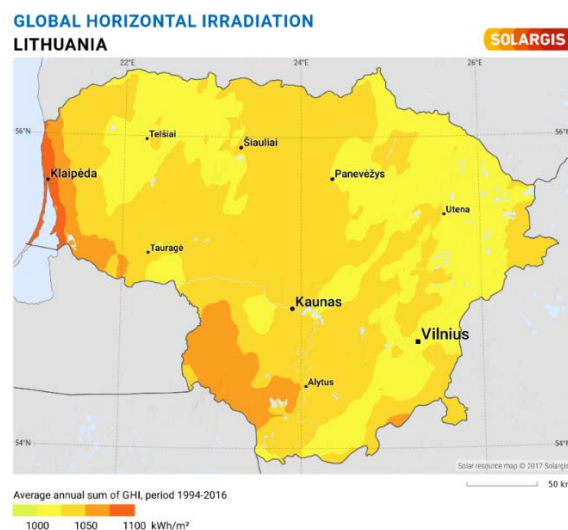 GLOBAL HORIZONTAL IRRADIATION
LITHUANIA
SOLARGIS
22°E
24°E
26°E
56°N
56°N
Telšiai
Šiauliai
Klaipėda
Panevėžys
Utena
Tauragė
Kaunas
Vilnius
Alytus
54°N
54°N
Solar resource map © 2017 Solargis
50 km
Average annual sum of GHI, period 1994-2016
1000 1050 1100 kWh/m²